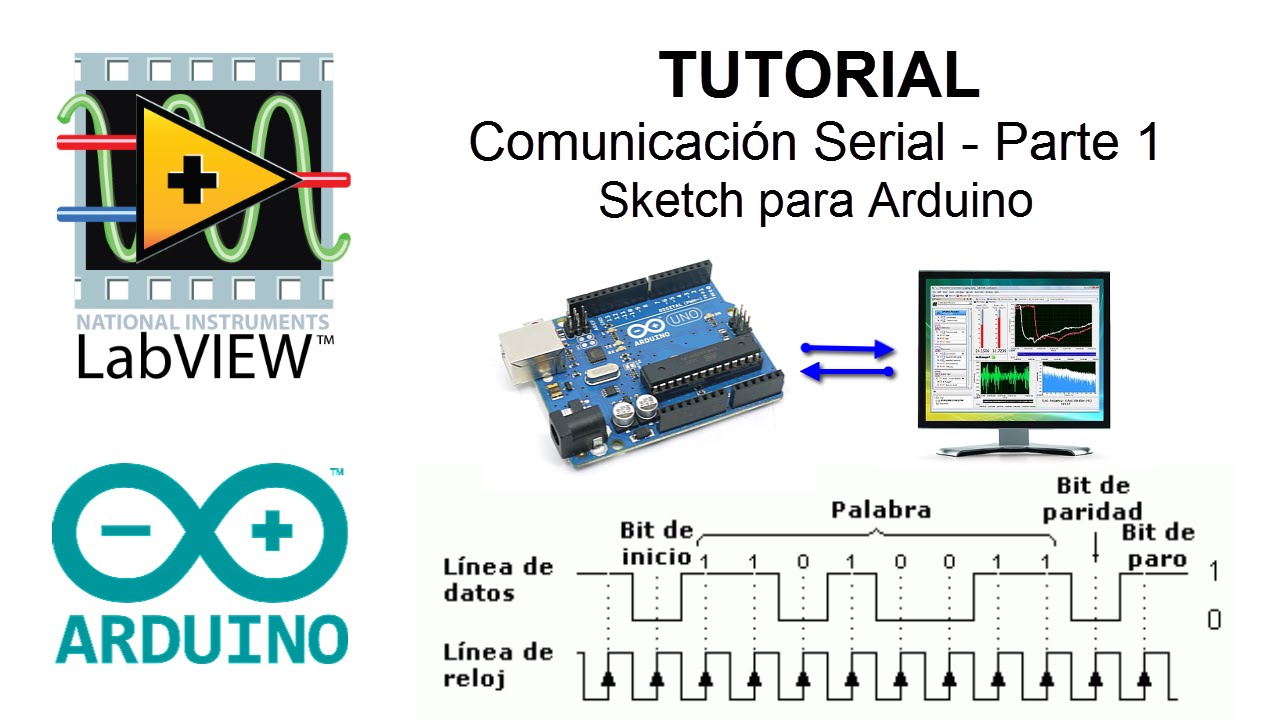 TUTORIAL
Comunicación Serial - Parte 1
Sketch para Arduino
NATIONAL INSTRUMENTS
LabVIEW™
ARDUINO
UNO
ARDUINO™
Bit de
paridad
Palabra
Bit de
inicio
Bit de
paro
1 1 0 1 0 0 1 1
Línea de
datos
1
0
Línea de
reloj